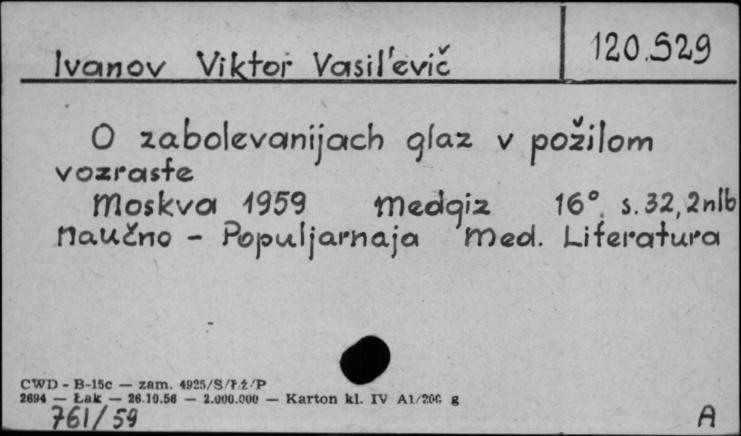 Ivanov Viktor Vasil'evič
120.529
O zabolevanijach glaz v požilom
vozraste
Moskva 1959 Medgiz 16° s. 32, 2nlb
Naučno - Populjarnaja Med. Literatura
CWD - B-15c — zam. 4925/S/Łż/P
2694 — Łak — 26.10.56 — 2.000.000 — Karton kl. IV A1/200 g
761/59
A